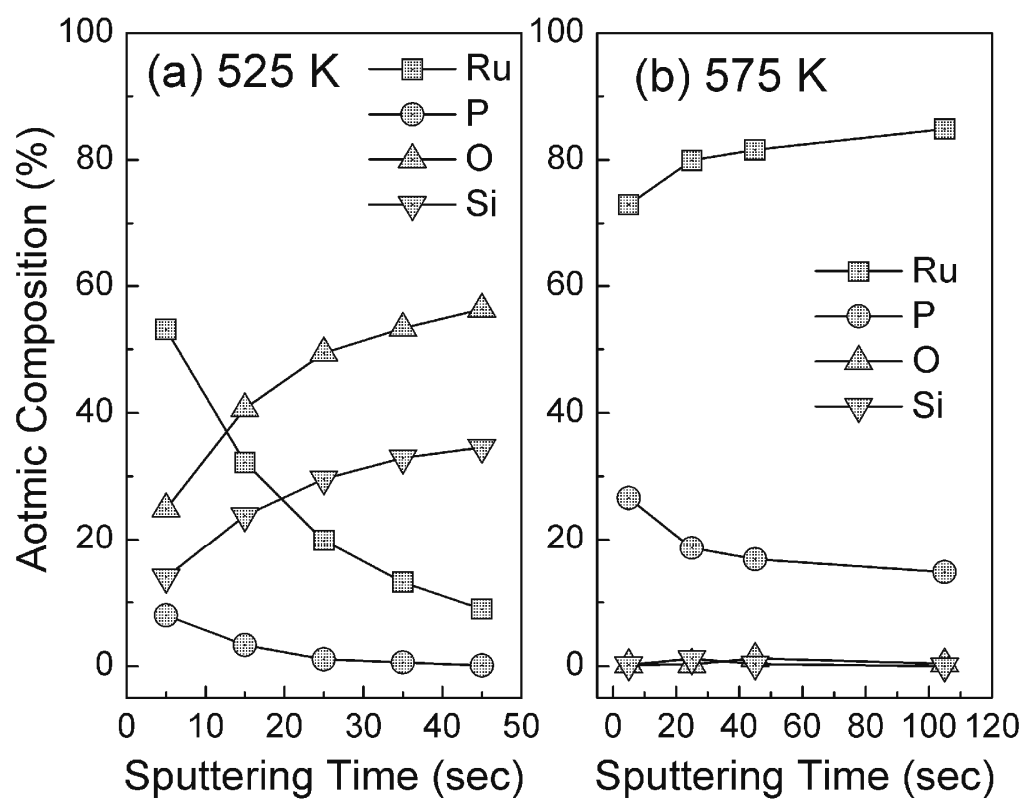 (a) 525 K
Ru
P
O
Si
100
80
60
40
20
0
0 10 20 30 40 50
Sputtering Time (sec)
Aotmic Composition (%)
(b) 575 K
Ru
P
O
Si
100
80
60
40
20
0
0 20 40 60 80 100 120
Sputtering Time (sec)